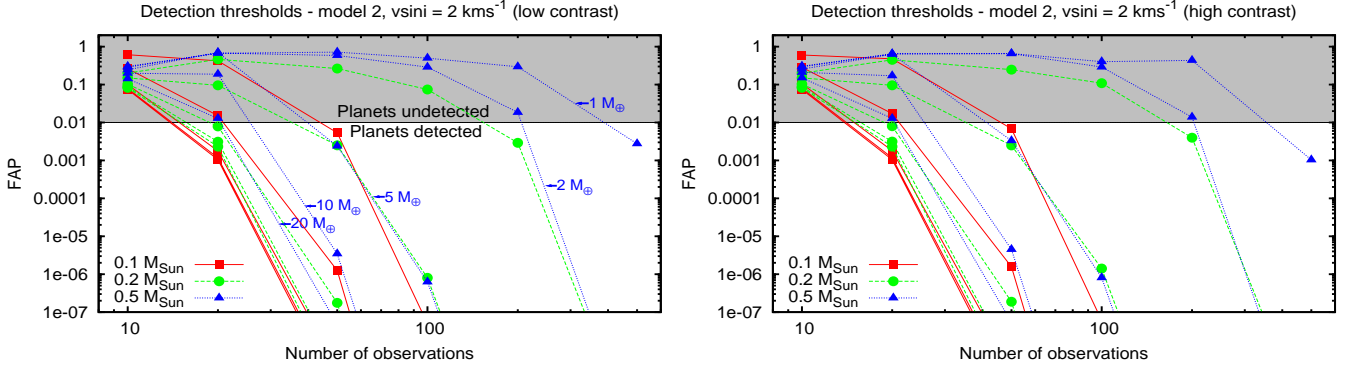 Detection thresholds - model 2, vsini = 2 kms⁻¹ (low contrast)
1
0.1
0.01
0.001
0.0001
1e-05
1e-06
1e-07
FAP
Planets undetected
Planets detected
1 M⊕
2 M⊕
5 M⊕
10 M⊕
20 M⊕
0.1 MSun
0.2 MSun
0.5 MSun
10
100
Number of observations
Detection thresholds - model 2, vsini = 2 kms⁻¹ (high contrast)
1
0.1
0.01
0.001
0.0001
1e-05
1e-06
1e-07
FAP
0.1 MSun
0.2 MSun
0.5 MSun
10
100
Number of observations